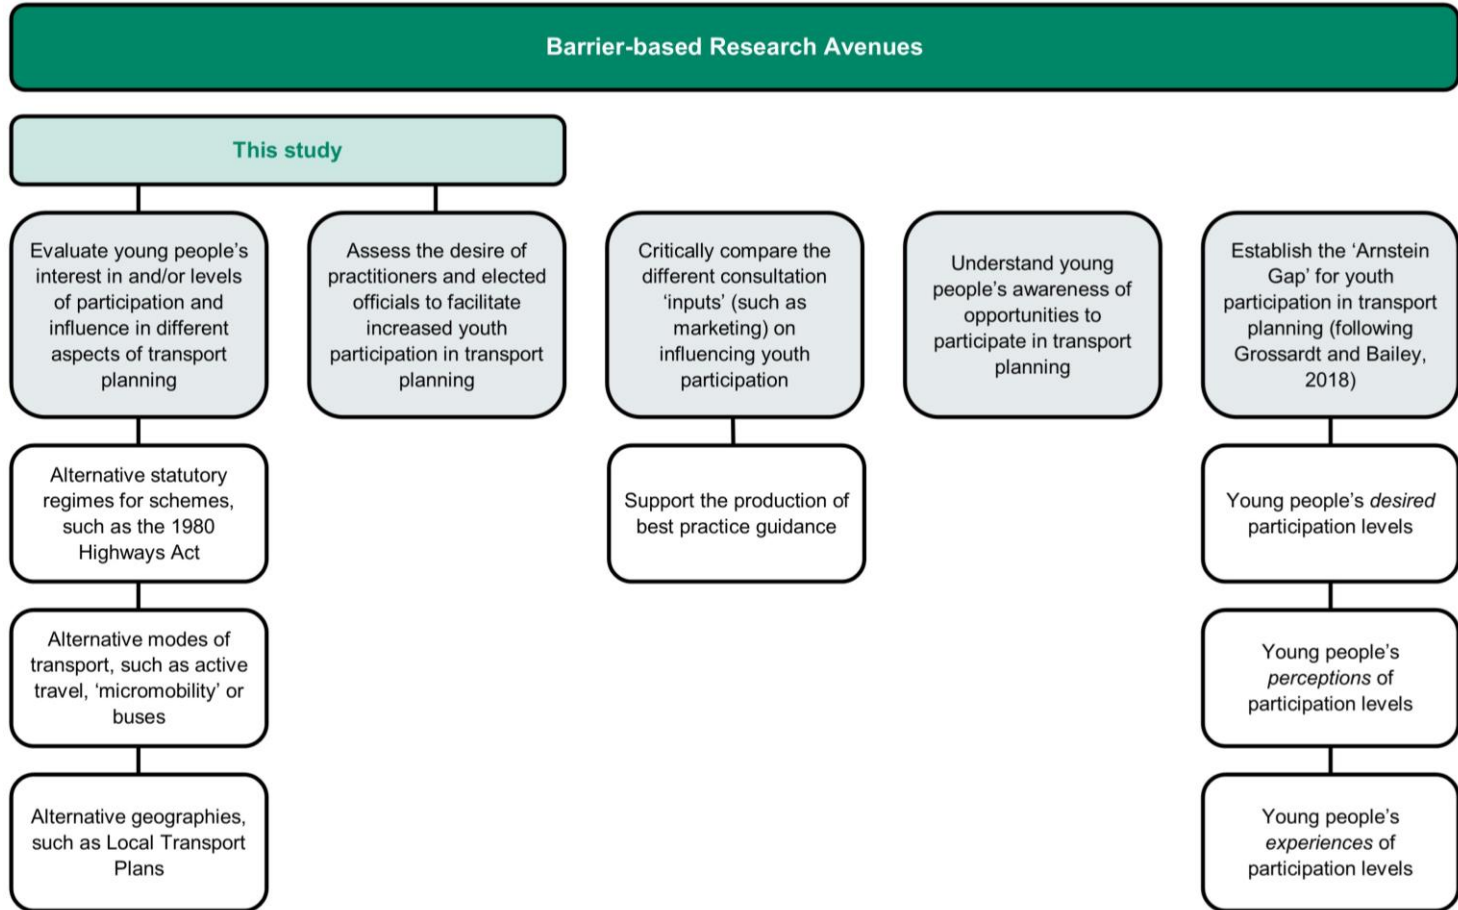 Barrier-based Research Avenues
This study
Evaluate young people’s
interest in and/or levels
of participation and
influence in different
aspects of transport
planning
Assess the desire of
practitioners and elected
officials to facilitate
increased youth
participation in transport
planning
Critically compare the
different consultation
‘inputs’ (such as
marketing) on
influencing youth
participation
Understand young
people’s awareness of
opportunities to
participate in transport
planning
Establish the ‘Arnstein
Gap’ for youth
participation in transport
planning (following
Grossardt and Bailey,
2018)
Alternative statutory
regimes for schemes,
such as the 1980
Highways Act
Support the production of
best practice guidance
Young people’s desired
participation levels
Alternative modes of
transport, such as active
travel, ‘micromobility’ or
buses
Young people’s
perceptions of
participation levels
Alternative geographies,
such as Local Transport
Plans
Young people’s
experiences of
participation levels